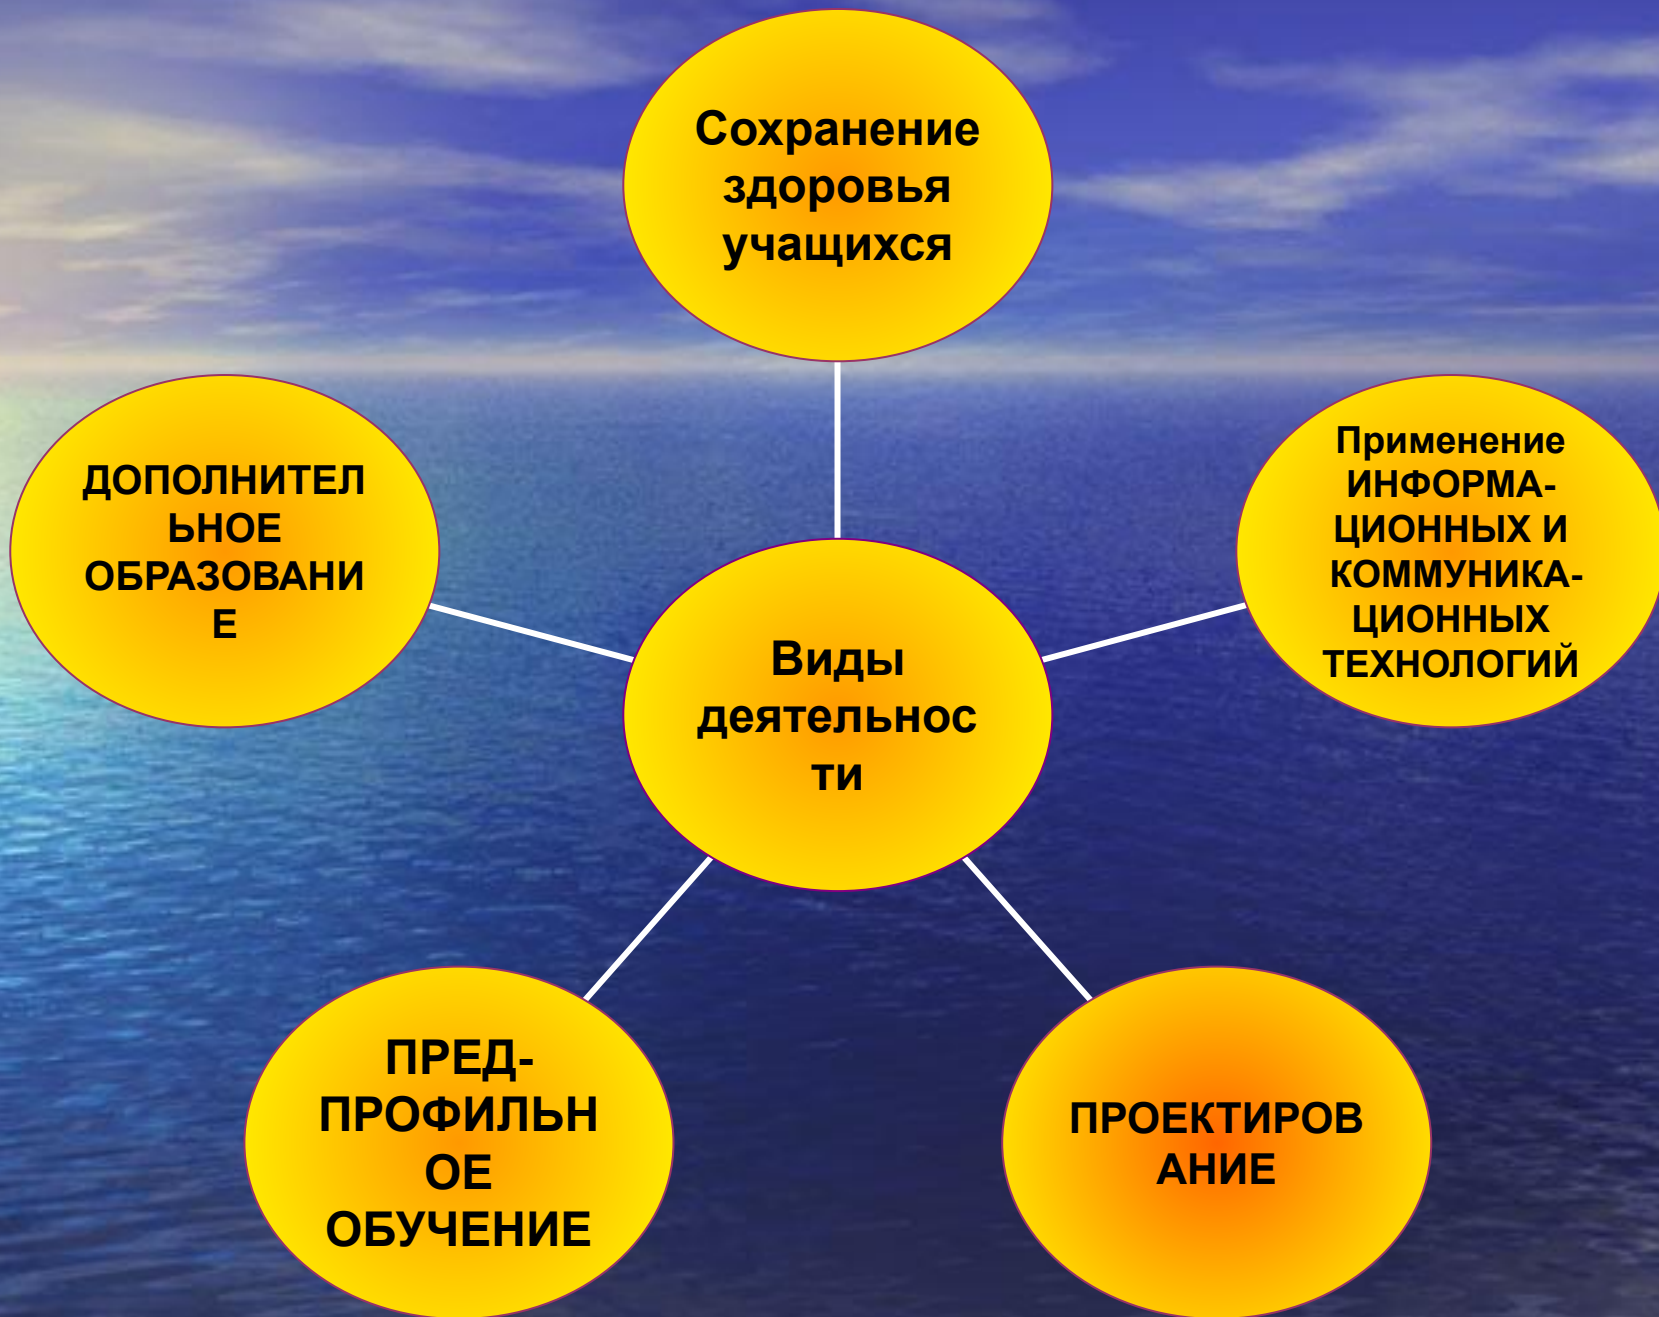 Сохранение
здоровья
учащихся
ДОПОЛНИТЕЛ
ЬНОЕ
ОБРАЗОВАНИ
Е
Применение
ИНФОРМА-
ЦИОННЫХ И
КОММУНИКА-
ЦИОННЫХ
ТЕХНОЛОГИЙ
Виды
деятельнос
ти
ПРЕД-
ПРОФИЛЬН
ОЕ
ОБУЧЕНИЕ
ПРОЕКТИРОВ
АНИЕ